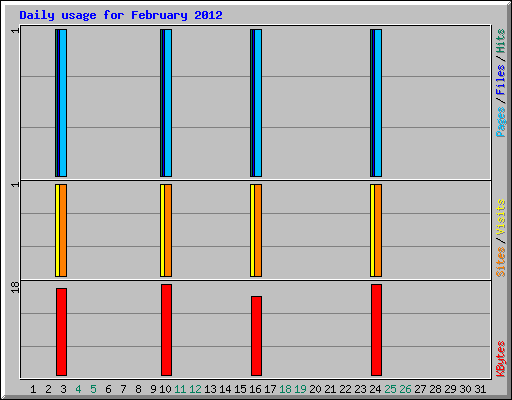 Daily usage for February 2012
1
1
18
Pages / Files / Hits
Sites / Visits
KBytes
1 2 3 4 5 6 7 8 9 10 11 12 13 14 15 16 17 18 19 20 21 22 23 24 25 26 27 28 29 30 31